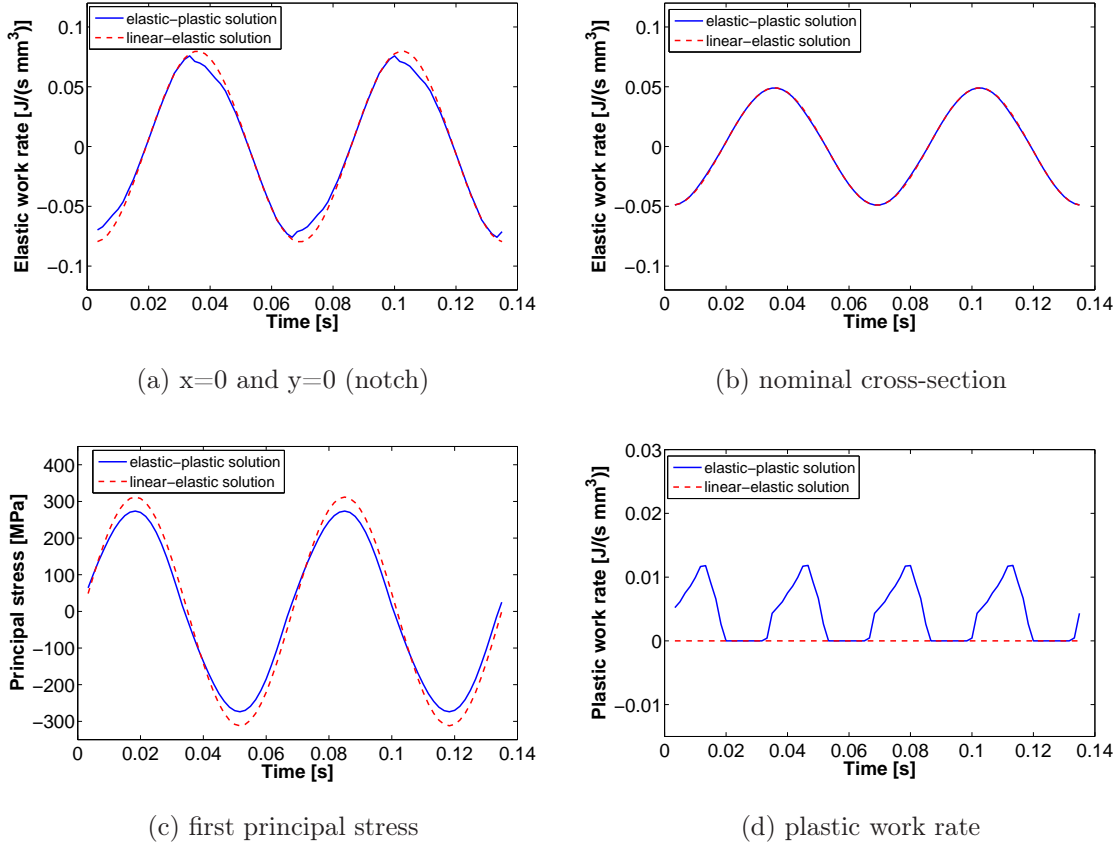 0.1
0.05
0
−0.05
−0.1
Elastic work rate [J/(s mm³)]
elastic−plastic solution
linear−elastic solution
0 0.02 0.04 0.06 0.08 0.1 0.12 0.14
Time [s]
(a) x=0 and y=0 (notch)
0.1
0.05
0
−0.05
−0.1
Elastic work rate [J/(s mm³)]
elastic−plastic solution
linear−elastic solution
0 0.02 0.04 0.06 0.08 0.1 0.12 0.14
Time [s]
(b) nominal cross-section
400
300
200
100
0
−100
−200
−300
Principal stress [MPa]
elastic−plastic solution
linear−elastic solution
0 0.02 0.04 0.06 0.08 0.1 0.12 0.14
Time [s]
(c) first principal stress
0.03
0.02
0.01
0
−0.01
Plastic work rate [J/(s mm³)]
elastic−plastic solution
linear−elastic solution
0 0.02 0.04 0.06 0.08 0.1 0.12 0.14
Time [s]
(d) plastic work rate